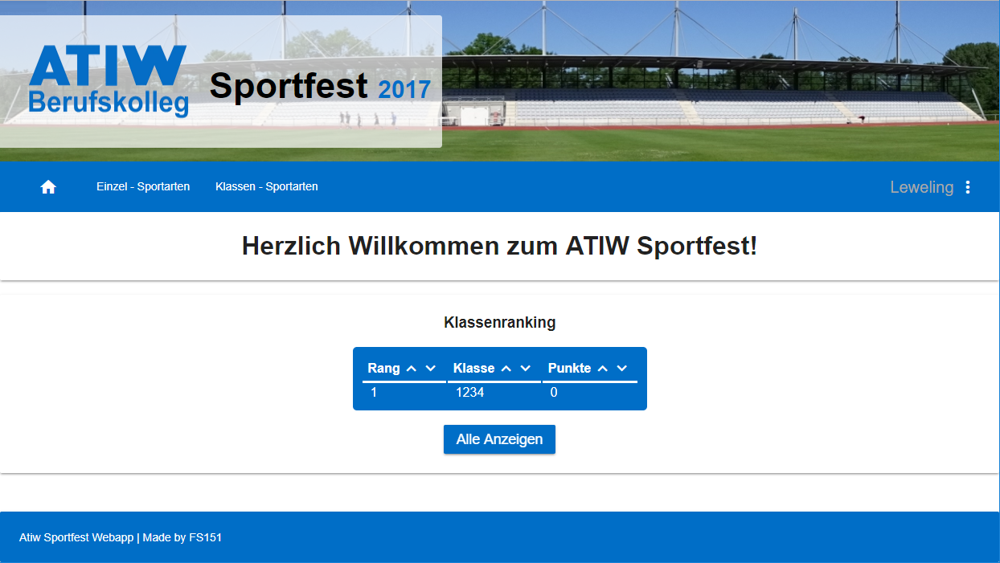 ATIW
Berufskolleg
Sportfest 2017
Einzel - Sportarten Klassen - Sportarten Leweling
Herzlich Willkommen zum ATIW Sportfest!
Klassenranking
Rang Klasse Punkte
1 1234 0
Alle Anzeigen
Atiw Sportfest Webapp | Made by FS151